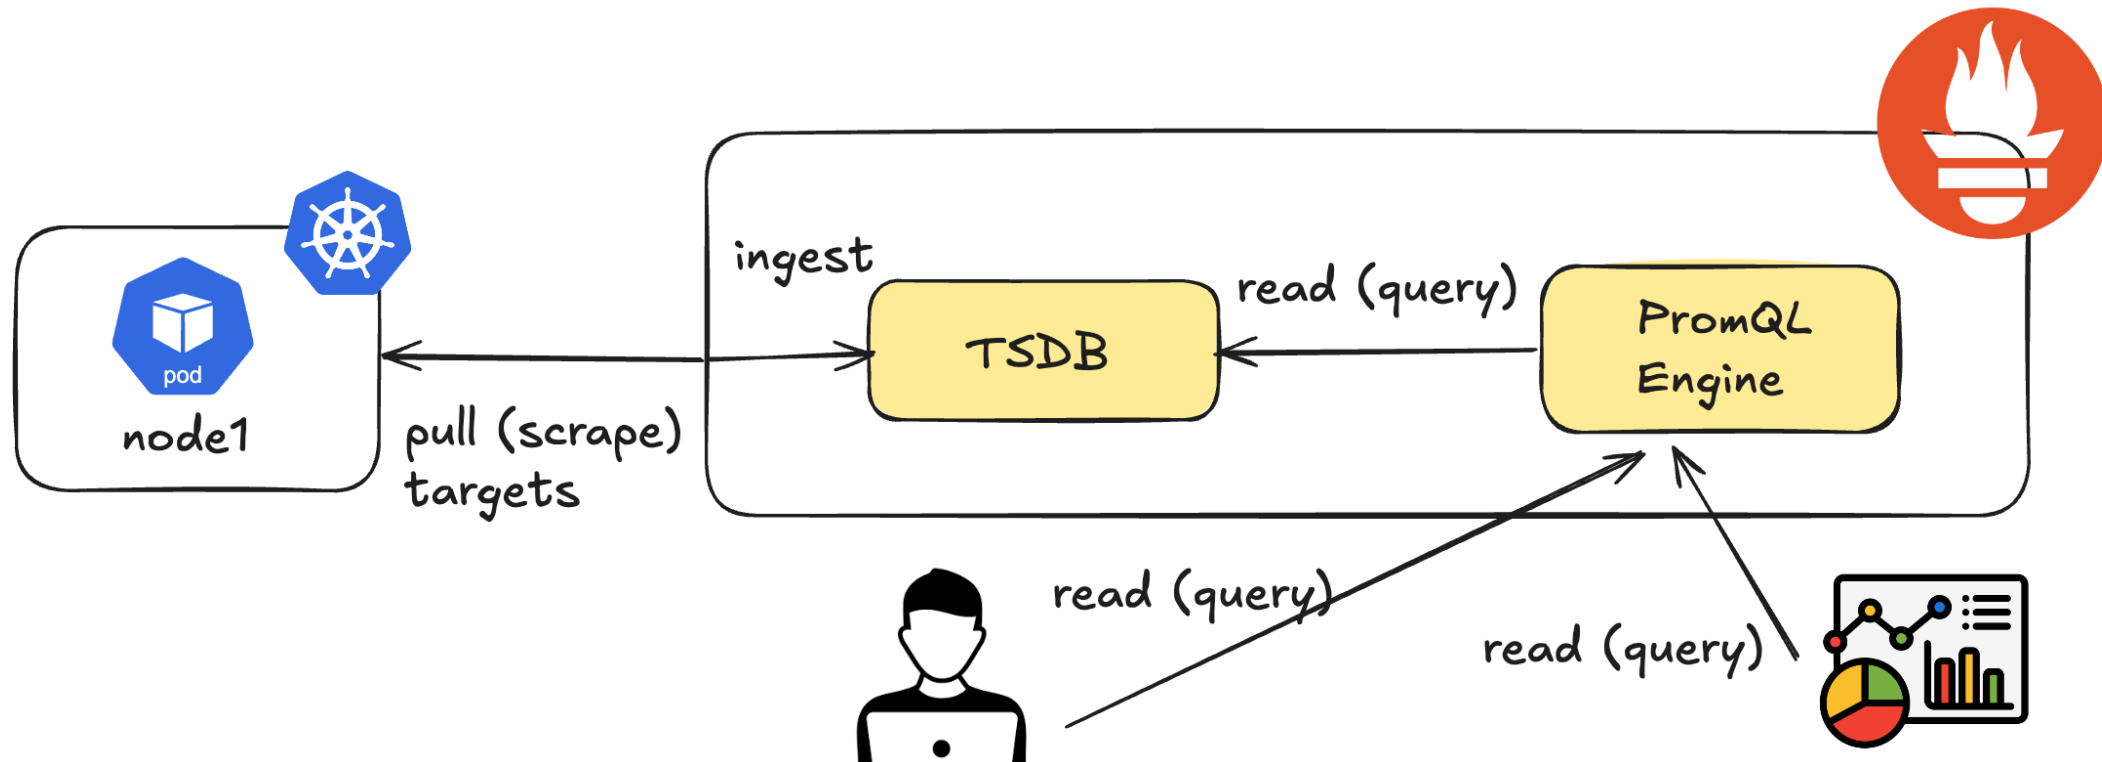 ingest
read (query)
PromQL
Engine
TSDB
pod
node1
pull (scrape)
targets
read (query)
read (query)